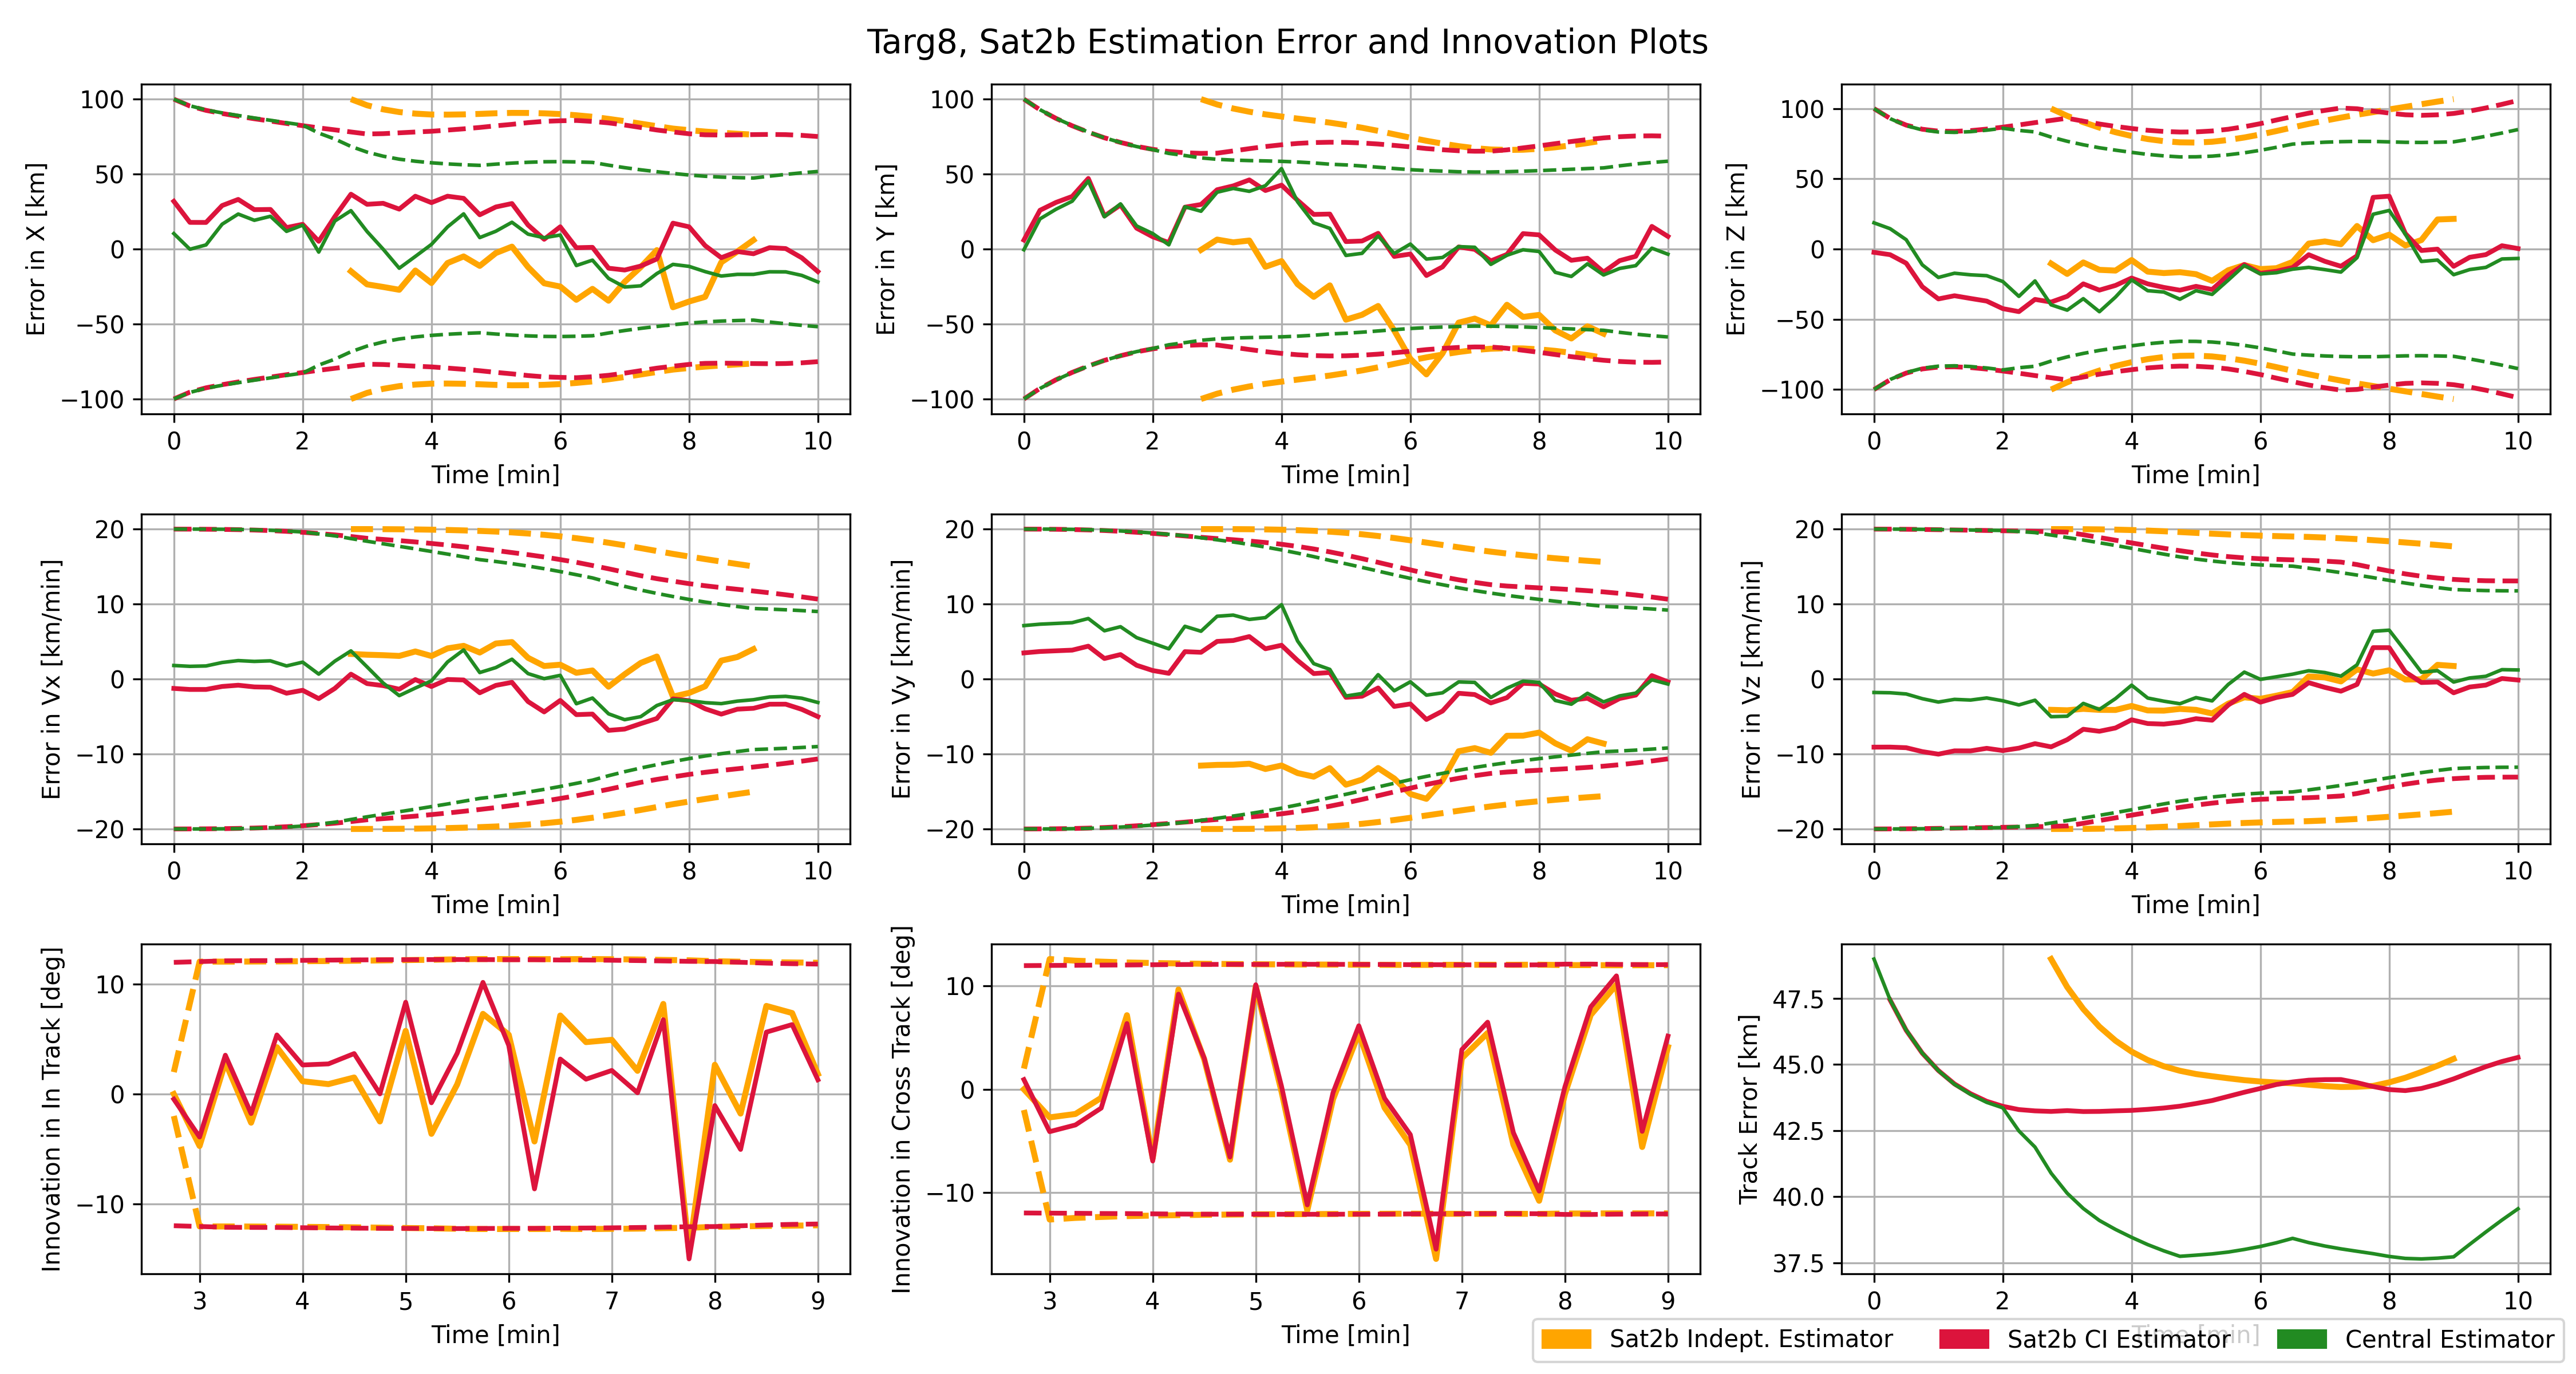 Targ8, Sat2b Estimation Error and Innovation Plots
Error in X [km]
100
50
0
−50
−100
0 2 4 6 8 10
Time [min]
Error in Y [km]
100
50
0
−50
−100
0 2 4 6 8 10
Time [min]
Error in Z [km]
100
50
0
−50
−100
0 2 4 6 8 10
Time [min]
Error in Vx [km/min]
20
10
0
−10
−20
0 2 4 6 8 10
Time [min]
Error in Vy [km/min]
20
10
0
−10
−20
0 2 4 6 8 10
Time [min]
Error in Vz [km/min]
20
10
0
−10
−20
0 2 4 6 8 10
Time [min]
Innovation in In Track [deg]
10
0
−10
3 4 5 6 7 8 9
Time [min]
Innovation in Cross Track [deg]
10
0
−10
3 4 5 6 7 8 9
Time [min]
Track Error [km]
47.5
45.0
42.5
40.0
37.5
0 2 4 6 8 10
Time [min]
Sat2b Indept. Estimator
Sat2b CI Estimator
Central Estimator